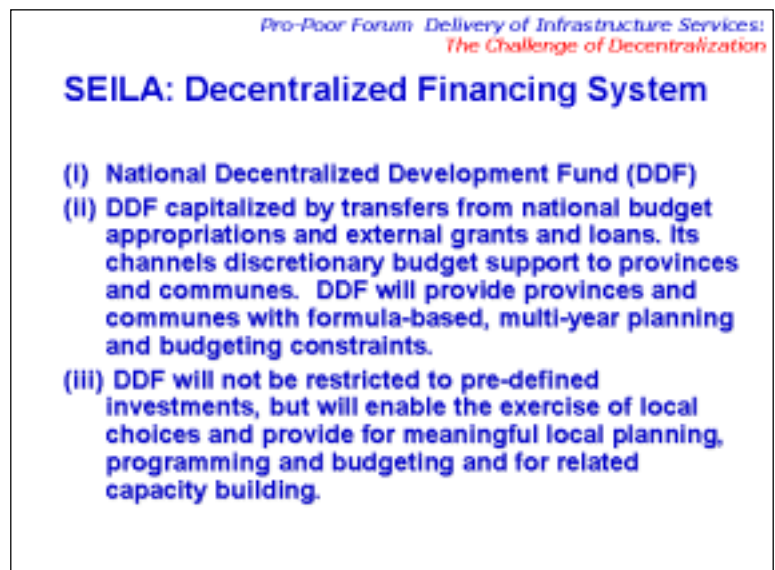 Pro-Poor Forum Delivery of Infrastructure Services:
The Challenge of Decentralization
SEILA: Decentralized Financing System
(i) National Decentralized Development Fund (DDF)
(ii) DDF capitalized by transfers from national budget
appropriations and external grants and loans. Its
channels discretionary budget support to provinces
and communes. DDF will provide provinces and
communes with formula-based, multi-year planning
and budgeting constraints.
(iii) DDF will not be restricted to pre-defined
investments, but will enable the exercise of local
choices and provide for meaningful local planning,
programming and budgeting and for related
capacity building.